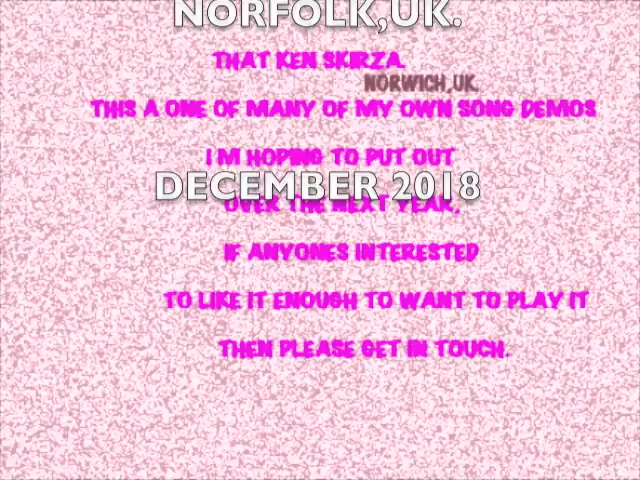 NORFOLK,UK.
THAT KEN SKIRZA.
NORWICH,UK.
THIS A ONE OF MANY OF MY OWN SONG DEMOS
I M HOPING TO PUT OUT
DECEMBER 2018
OVER THE NEXT YEAR,
IF ANYONES INTERESTED
TO LIKE IT ENOUGH TO WANT TO PLAY IT
THEN PLEASE GET IN TOUCH.